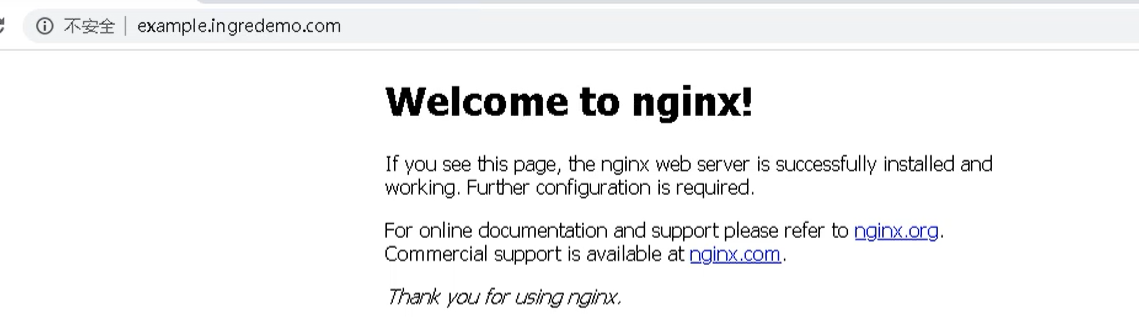 不安全 | example.ingredemo.com
Welcome to nginx!
If you see this page, the nginx web server is successfully installed and
working. Further configuration is required.
For online documentation and support please refer to nginx.org.
Commercial support is available at nginx.com.
Thank you for using nginx.